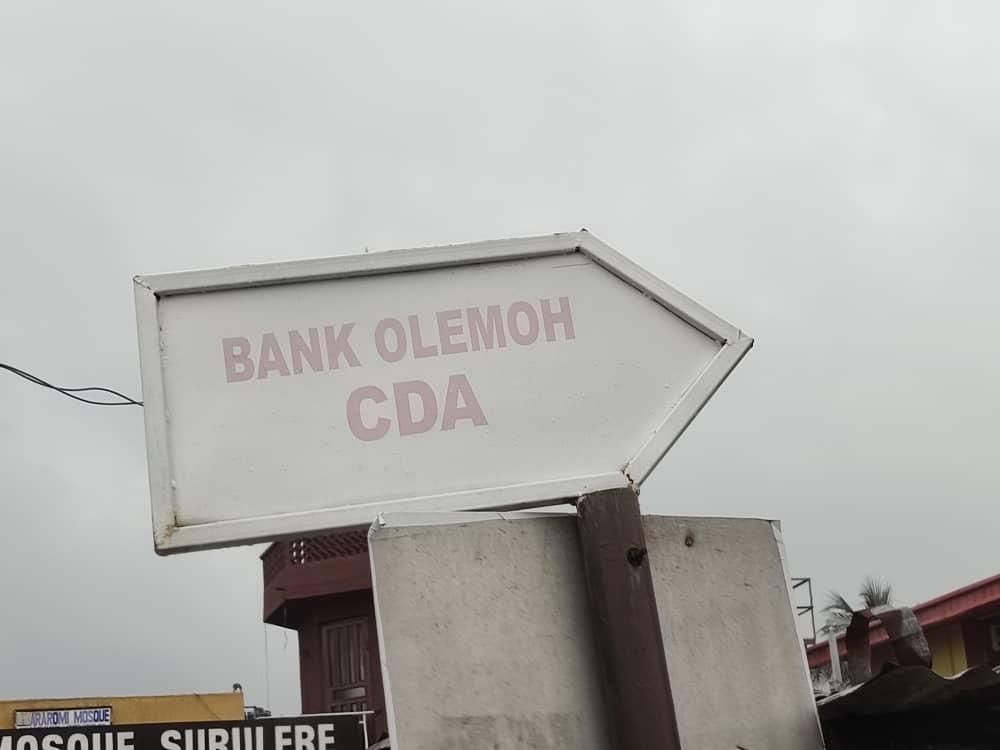 BANK OLEMOH
CDA
ARAROMI MOSQUE
MOSQUE SURULERE